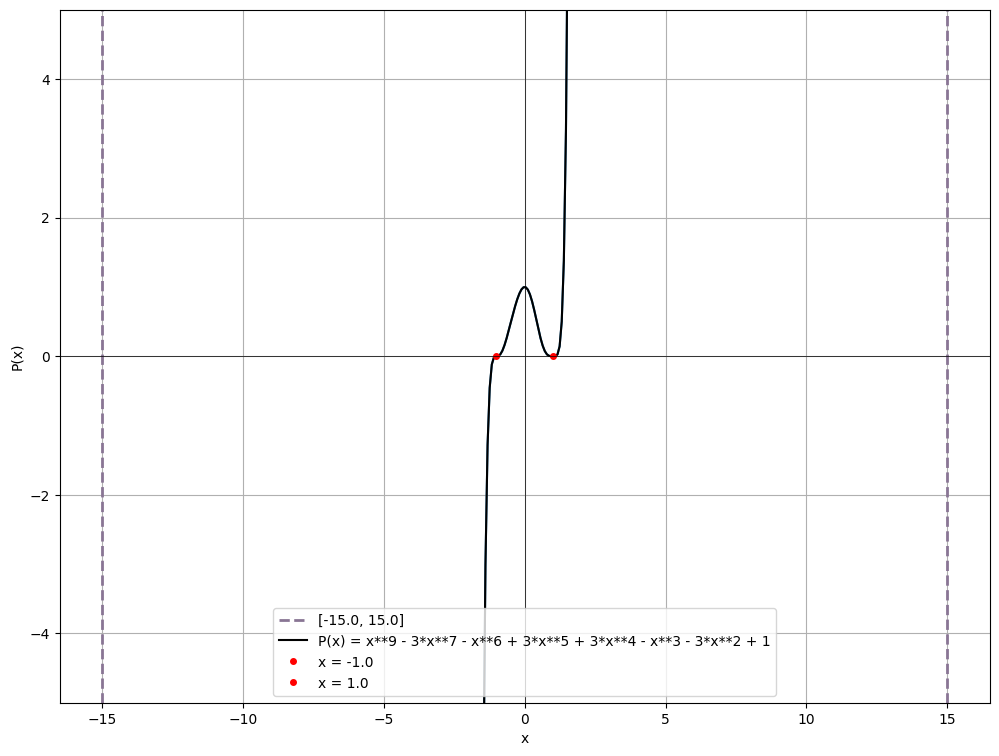 4
2
0
−2
−4
P(x)
[-15.0, 15.0]
P(x) = x**9 - 3*x**7 - x**6 + 3*x**5 + 3*x**4 - x**3 - 3*x**2 + 1
x = -1.0
x = 1.0
−15
−10
−5
0
5
10
15
x